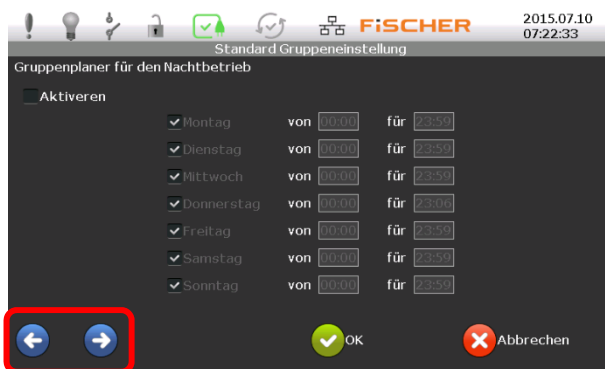 FiSCHER
2015.07.10
07:22:33
Standard Gruppeneinstellung
Gruppenplaner für den Nachtbetrieb
Aktiveren
Montag von 00:00 für 23:59
Dienstag von 00:00 für 23:59
Mittwoch von 00:00 für 23:59
Donnerstag von 00:00 für 23:06
Freitag von 00:00 für 23:59
Samstag von 00:00 für 23:59
Sonntag von 00:00 für 23:59
OK Abbrechen